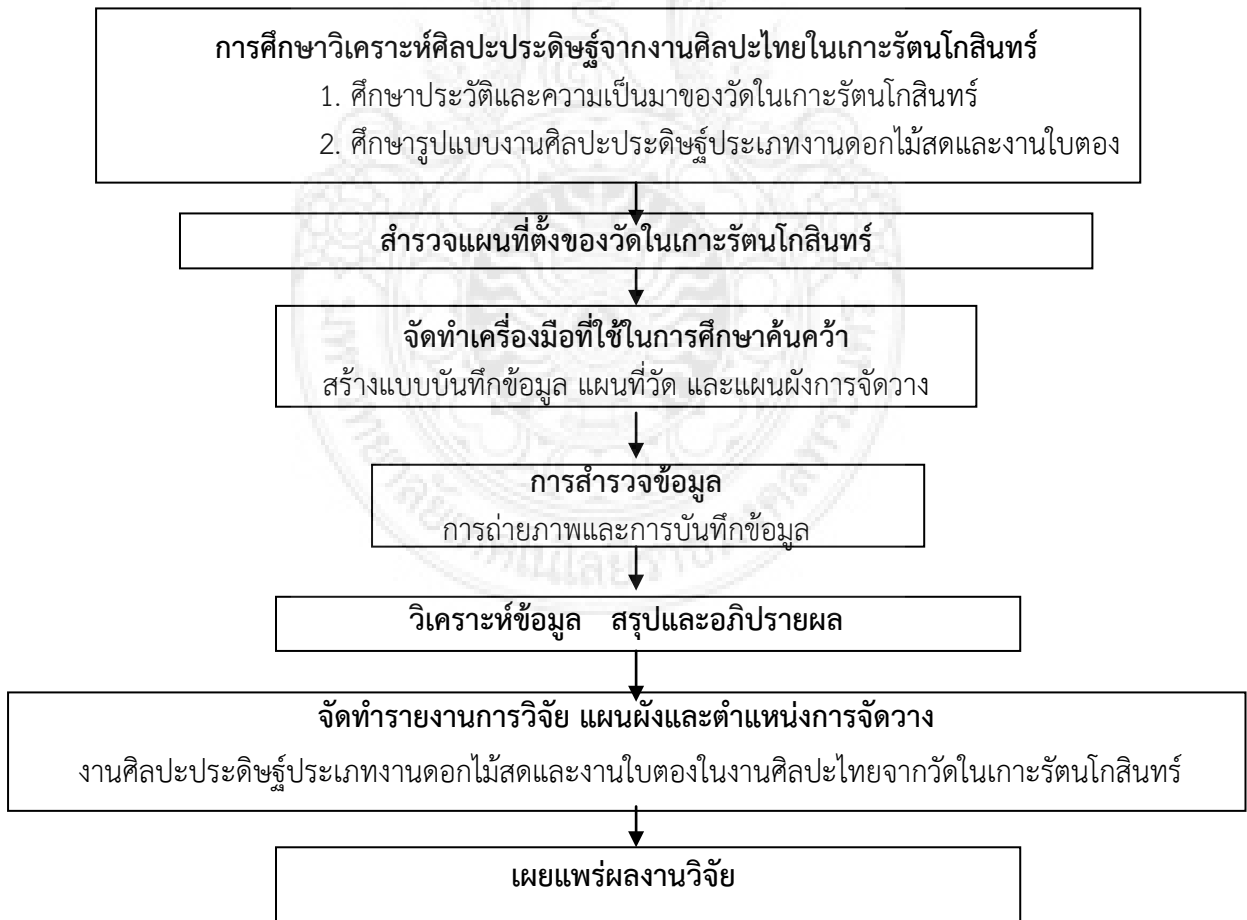 การศึกษาวิเคราะห์ศิลปะประดิษฐ์จากงานศิลปะไทยในเกาะรัตนโกสินทร์
1. ศึกษาประวัติและความเป็นมาของวัดในเกาะรัตนโกสินทร์
2. ศึกษารูปแบบงานศิลปะประดิษฐ์ประเภทงานดอกไม้สดและงานใบตอง
สำรวจแผนที่ตั้งของวัดในเกาะรัตนโกสินทร์
จัดทำเครื่องมือที่ใช้ในการศึกษาค้นคว้า
สร้างแบบบันทึกข้อมูล แผนที่วัด และแผนผังการจัดวาง
การสำรวจข้อมูล
การถ่ายภาพและการบันทึกข้อมูล
วิเคราะห์ข้อมูล สรุปและอภิปรายผล
จัดทำรายงานการวิจัย แผนผังและตำแหน่งการจัดวาง
งานศิลปะประดิษฐ์ประเภทงานดอกไม้สดและงานใบตองในงานศิลปะไทยจากวัดในเกาะรัตนโกสินทร์
เผยแพร่ผลงานวิจัย